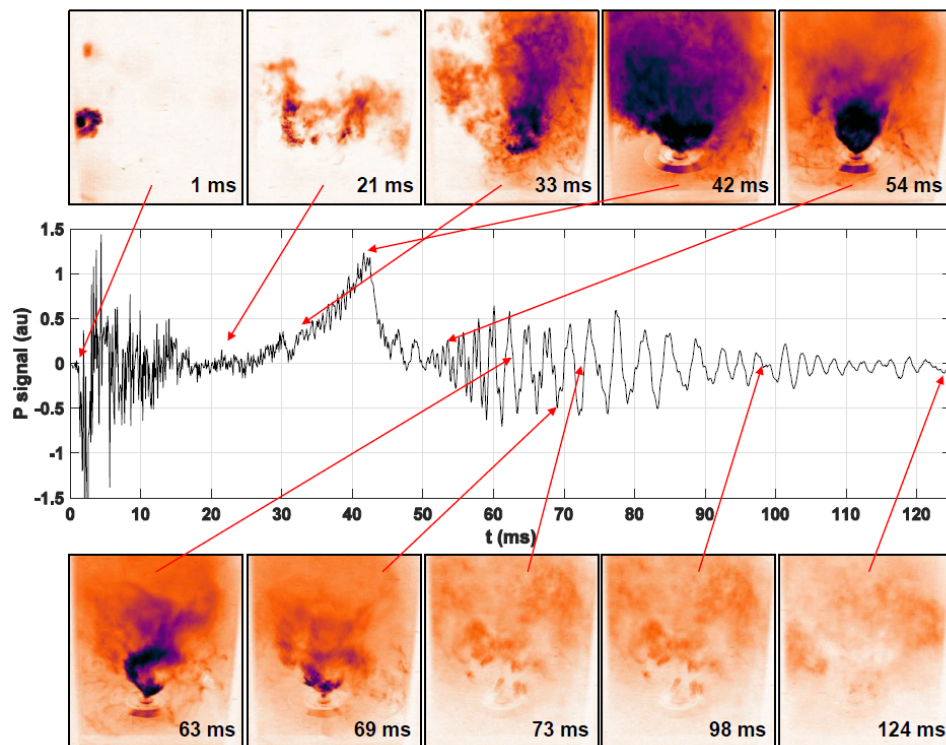 1 ms
21 ms
33 ms
42 ms
54 ms
1.5
1
0.5
0
-0.5
-1
-1.5
P signal (au)
0 10 20 30 40 50 60 70 80 90 100 110 120
t (ms)
63 ms
69 ms
73 ms
98 ms
124 ms